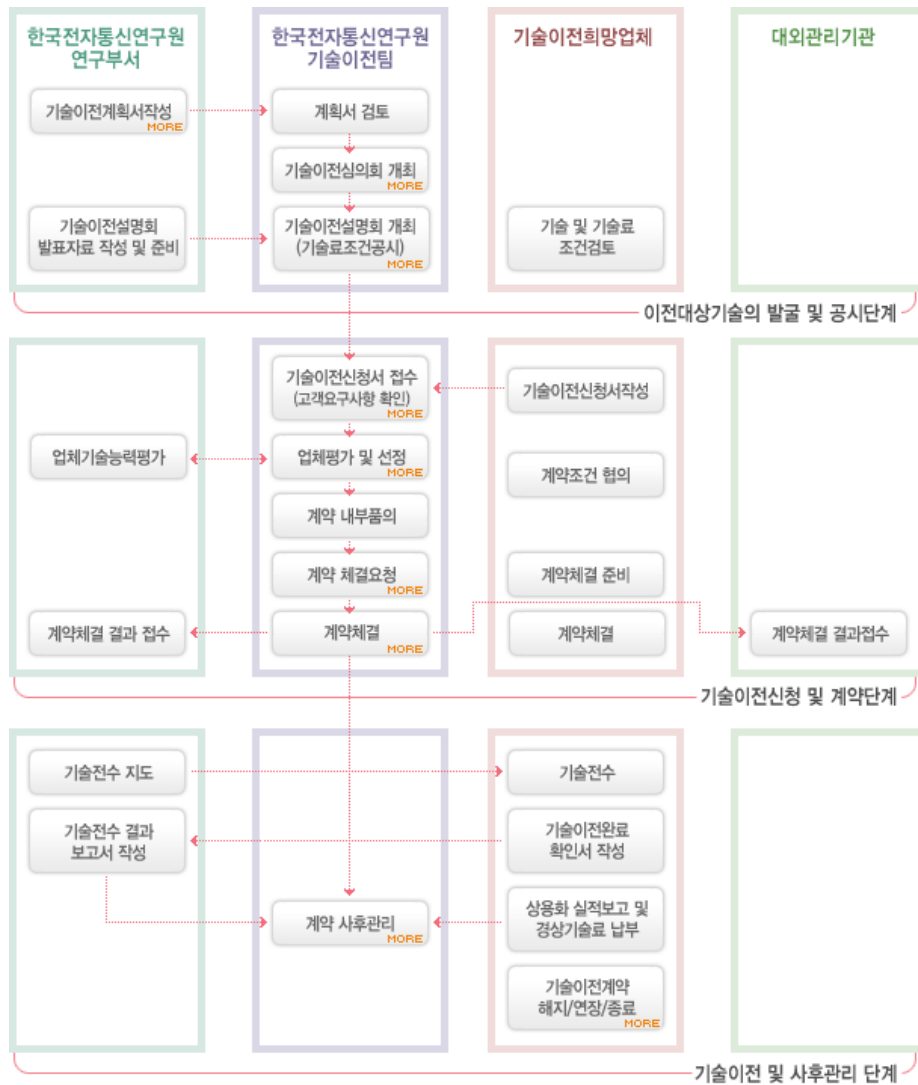 한국전자통신연구원
연구부서
한국전자통신연구원
기술이전팀
기술이전희망업체
대외관리기관
기술이전계획서작성
MORE
계획서 검토
기술이전심의회 개최
MORE
기술이전설명회
발표자료 작성 및 준비
기술이전설명회 개최
(기술료조건공시)
MORE
기술 및 기술료
조건검토
이전대상기술의 발굴 및 공시단계
기술이전신청서 접수
(고객요구사항 확인)
MORE
기술이전신청서작성
업체기술능력평가
업체평가 및 선정
MORE
계약조건 협의
계약 내부품의
계약 체결요청
MORE
계약체결 준비
계약체결 결과 접수
계약체결
MORE
계약체결
계약체결 결과접수
기술이전신청 및 계약단계
기술전수 지도
기술전수
기술전수 결과
보고서 작성
기술이전완료
확인서 작성
계약 사후관리
MORE
상용화 실적보고 및
경상기술료 납부
기술이전계약
해지/연장/종료
MORE
기술이전 및 사후관리 단계